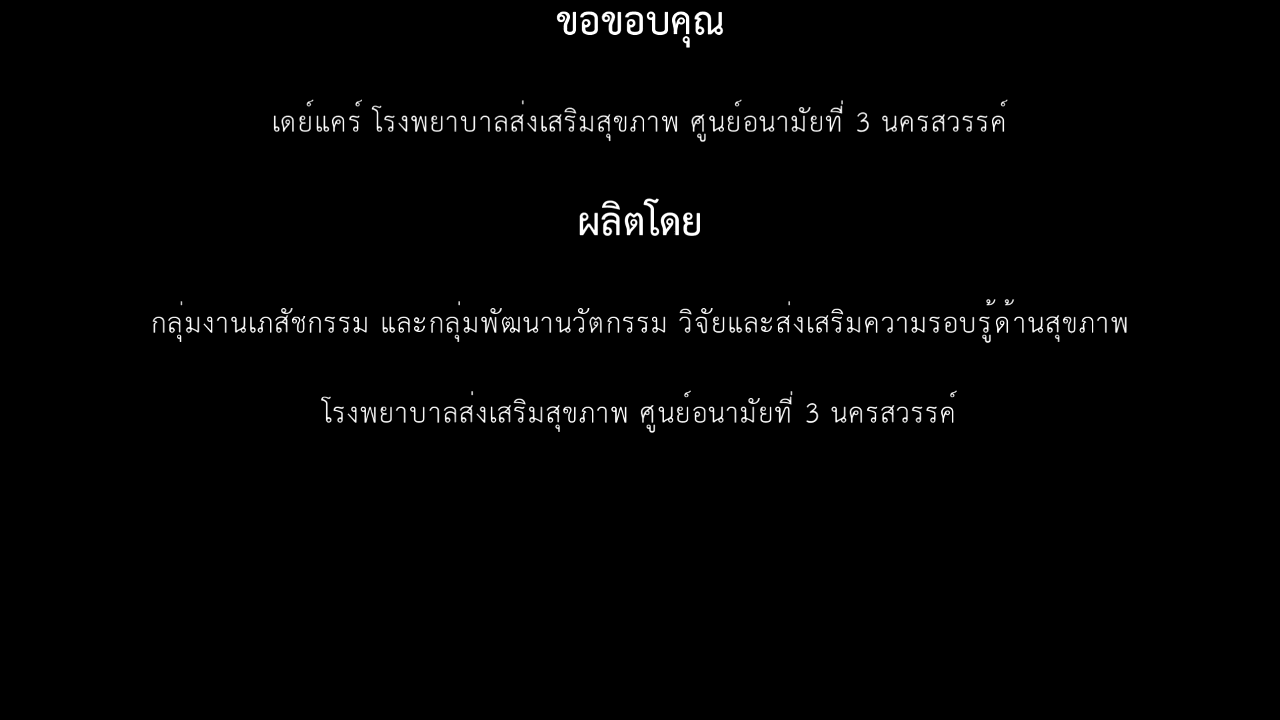 ขอขอบคุณ
เดย์แคร์ โรงพยาบาลส่งเสริมสุขภาพ ศูนย์อนามัยที่ 3 นครสวรรค์
ผลิตโดย
กลุ่มงานเภสัชกรรม และกลุ่มพัฒนานวัตกรรม วิจัยและส่งเสริมความรอบรู้ด้านสุขภาพ
โรงพยาบาลส่งเสริมสุขภาพ ศูนย์อนามัยที่ 3 นครสวรรค์